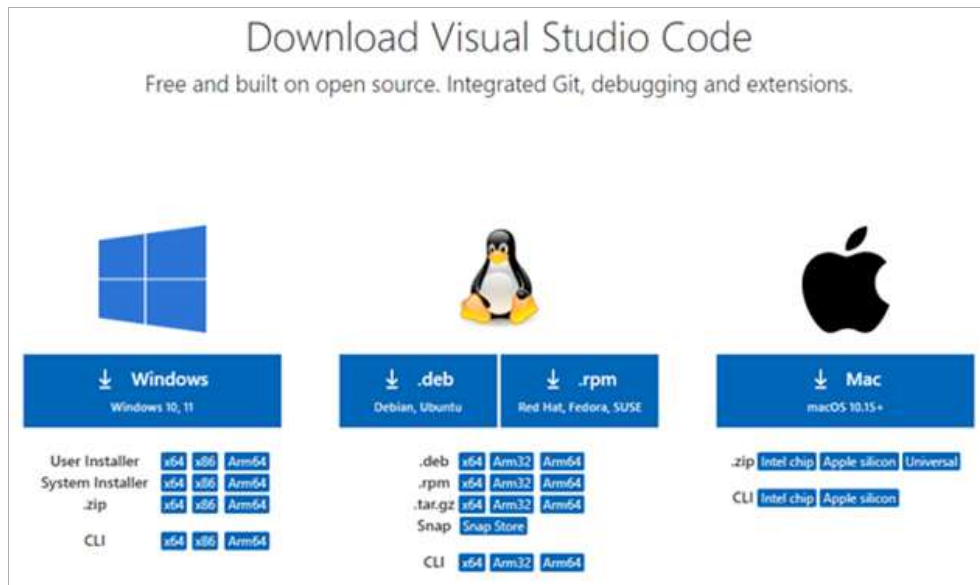 Download Visual Studio Code
Free and built on open source. Integrated Git, debugging and extensions.
Windows
Windows 10, 11
User Installer x64 x86 Arm64
System Installer x64 x86 Arm64
.zip x64 x86 Arm64
CLI x64 x86 Arm64
.deb
Debian, Ubuntu
.rpm
Red Hat, Fedora, SUSE
.deb x64 Arm32 Arm64
.rpm x64 Arm32 Arm64
.tar.gz x64 Arm32 Arm64
Snap Snap Store
CLI x64 Arm32 Arm64
Mac
macOS 10.15+
.zip Intel chip Apple silicon Universal
CLI Intel chip Apple silicon